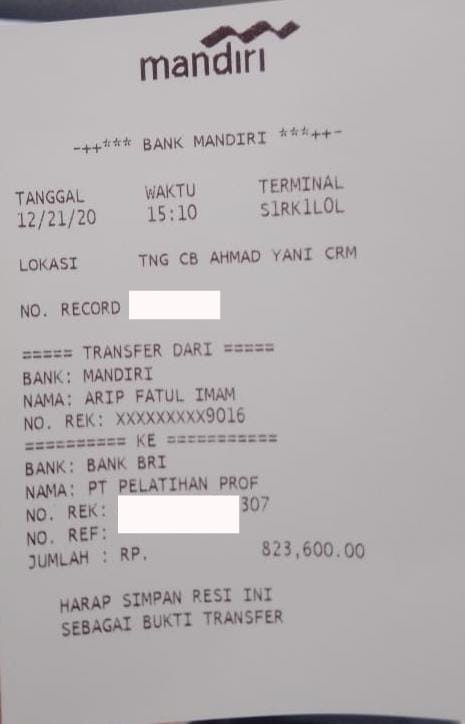 mandiri
-++*** BANK MANDIRI ***++-
TANGGAL WAKTU TERMINAL
12/21/20 15:10 S1RK1LOL
LOKASI TNG CB AHMAD YANI CRM
NO. RECORD
===== TRANSFER DARI =====
BANK: MANDIRI
NAMA: ARIP FATUL IMAM
NO. REK: XXXXXXXXX9016
========== KE ===========
BANK: BANK BRI
NAMA: PT PELATIHAN PROF
NO. REK: 307
NO. REF:
JUMLAH : RP. 823,600.00
HARAP SIMPAN RESI INI
SEBAGAI BUKTI TRANSFER